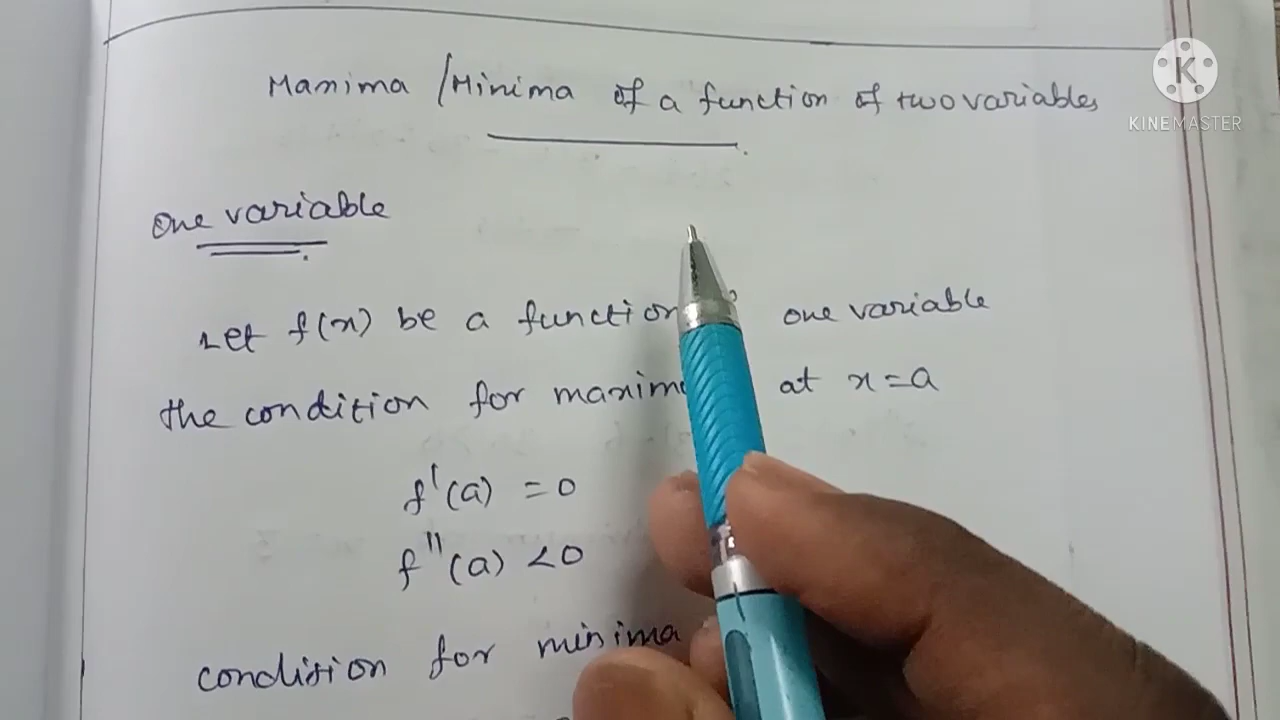 Maxima / Minima of a function of two variables
K
KINEMASTER
One variable
Let f(x) be a function one variable
the condition for at x = a
f'(a) = 0
f''(a) < 0
condition for minima